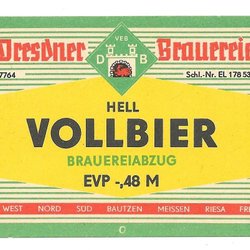 Dresdner Brauerei
VEB
D B
7764 Schl.-Nr. EL 178 53
HELL
VOLLBIER
BRAUEREIABZUG
EVP -,48 M
WEST NORD SÜD BAUTZEN MEISSEN RIESA FRE